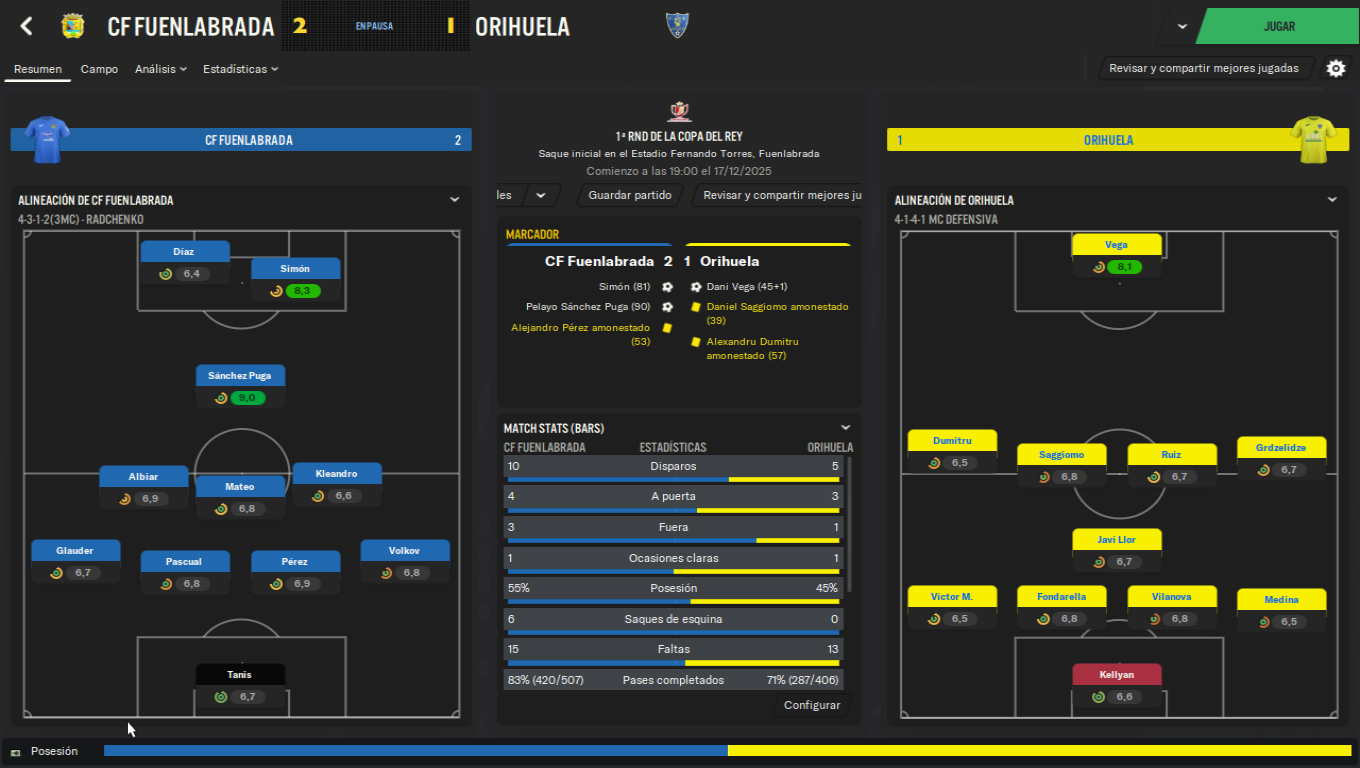 CF FUENLABRADA 2 EN PAUSA 1 ORIHUELA
JUGAR
Resumen Campo Análisis Estadísticas
Revisar y compartir mejores jugadas
CF FUENLABRADA 2
ALINEACIÓN DE CF FUENLABRADA
4-3-1-2(3MC) - RADCHENKO
Díaz
6,4
Simón
8,3
Sánchez Puga
9,0
Albiar
6,9
Mateo
6,8
Kleandro
6,6
Glauder
6,7
Pascual
6,8
Pérez
6,9
Volkov
6,8
Tanis
6,7
1ª RND DE LA COPA DEL REY
Saque inicial en el Estadio Fernando Torres, Fuenlabrada
Comienzo a las 19:00 el 17/12/2025
les Guardar partido Revisar y compartir mejores ju
MARCADOR
CF Fuenlabrada 2 1 Orihuela
Simón (81) Dani Vega (45+1)
Pelayo Sánchez Puga (90) Daniel Saggiomo amonestado
(39)
Alejandro Pérez amonestado
(53)
Alexandru Dumitru
amonestado (57)
MATCH STATS (BARS)
CF FUENLABRADA ESTADÍSTICAS ORIHUELA
10 Disparos 5
4 A puerta 3
3 Fuera 1
1 Ocasiones claras 1
55% Posesión 45%
6 Saques de esquina 0
15 Faltas 13
83% (420/507) Pases completados 71% (287/406)
Configurar
1 ORIHUELA
ALINEACIÓN DE ORIHUELA
4-1-4-1 MC DEFENSIVA
Vega
8,1
Dumitru
6,5
Saggiomo
6,8
Ruiz
6,7
Grdzelidze
6,7
Javi Llor
6,7
Víctor M.
6,5
Fondarella
6,8
Vilanova
6,8
Medina
6,5
Kellyan
6,6
Posesión